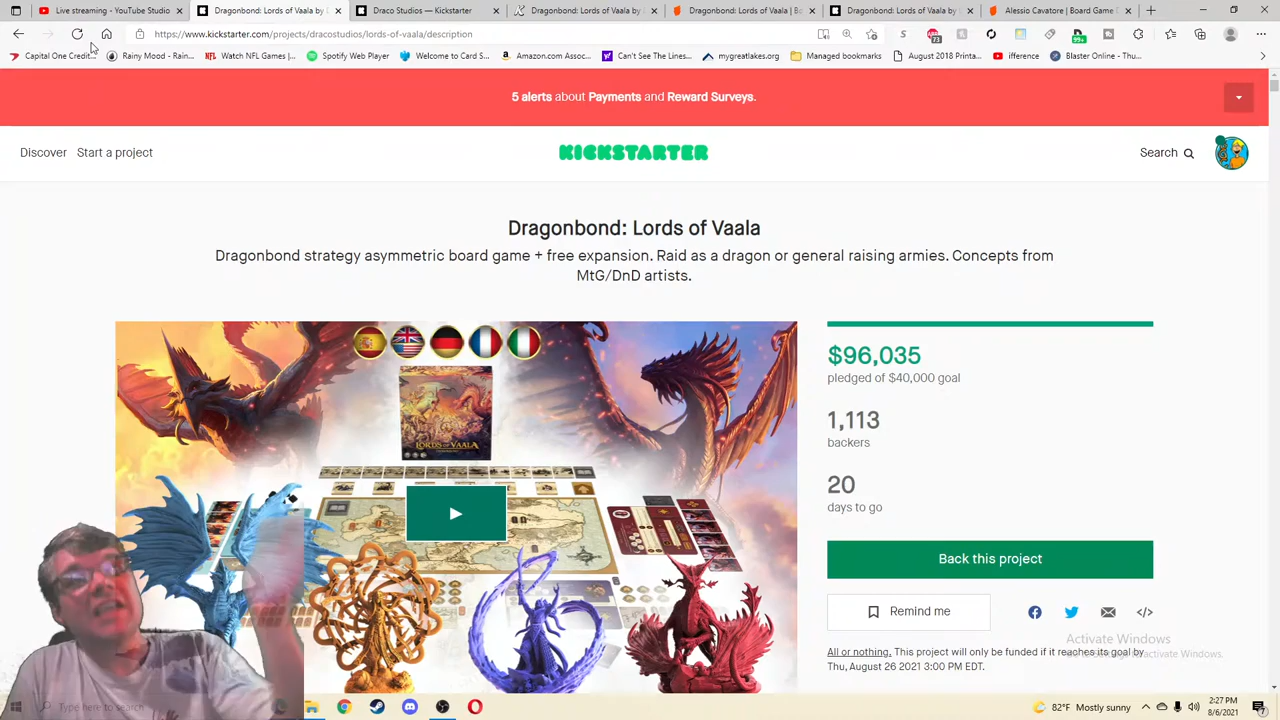 Live streaming - YouTube Studio
Dragonbond: Lords of Vaala by
Draco Studios — Kickstarter
Dragonbond: Lords of Vaala by
Dragonbond: Lords of Vaala | Bo
Dragonbond: Lords of Vaala by
Alessio Cavatore | Board Game D
https://www.kickstarter.com/projects/dracostudios/lords-of-vaala/description
Capital One Credit... Rainy Mood - Rain... Watch NFL Games |... Spotify Web Player Welcome to Card S... Amazon.com Assoc... Can't See The Lines... mygreatlakes.org Managed bookmarks August 2018 Printa... ifference Blaster Online - Thu...
5 alerts about Payments and Reward Surveys.
Discover Start a project KICKSTARTER Search
Dragonbond: Lords of Vaala
Dragonbond strategy asymmetric board game + free expansion. Raid as a dragon or general raising armies. Concepts from
MtG/DnD artists.
LORDS OF VAALA
$96,035
pledged of $40,000 goal
1,113
backers
20
days to go
Back this project
Remind me
Activate Windows
All or nothing. This project will only be funded if it reaches its goal by
Thu, August 26 2021 3:00 PM EDT.
Type here to search
82°F Mostly sunny
2:27 PM
8/6/2021